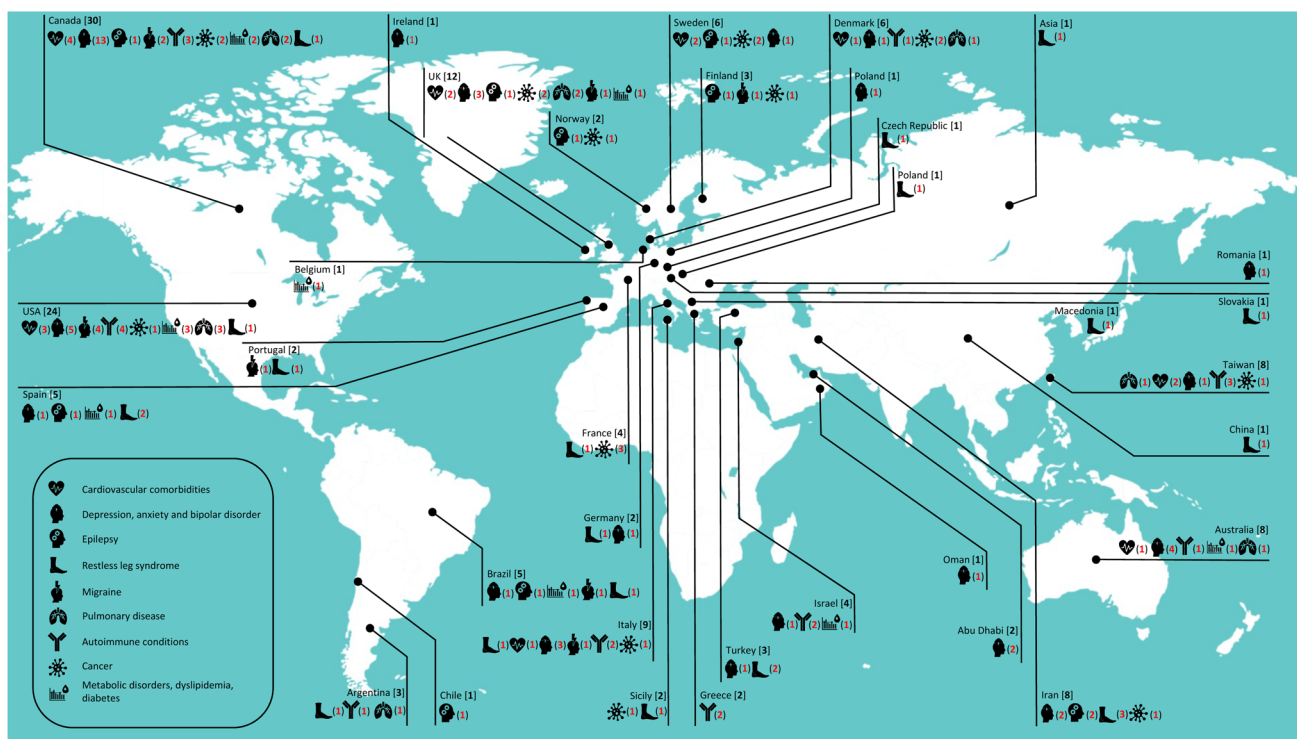 Canada [30]
(4) (13) (1) (2) (3) (2) (2) (2) (1)
Ireland [1]
(1)
UK [12]
(2) (3) (1) (2) (2) (1) (1)
Norway [2]
(1) (1)
Sweden [6]
(2) (1) (2) (1)
Finland [3]
(1) (1) (1)
Denmark [6]
(1) (1) (1) (2) (1)
Poland [1]
(1)
Czech Republic [1]
(1)
Poland [1]
(1)
Asia [1]
(1)
Belgium [1]
(1)
USA [24]
(3) (5) (4) (4) (1) (3) (3) (1)
Portugal [2]
(1) (1)
Spain [5]
(1) (1) (1) (2)
Romania [1]
(1)
Slovakia [1]
(1)
Macedonia [1]
(1)
Taiwan [8]
(1) (2) (1) (3) (1)
China [1]
(1)
France [4]
(1) (3)
Germany [2]
(1) (1)
Australia [8]
(1) (4) (1) (1) (1)
Brazil [5]
(1) (1) (1) (1) (1)
Oman [1]
(1)
Israel [4]
(1) (2) (1)
Italy [9]
(1) (1) (3) (1) (2) (1)
Abu Dhabi [2]
(2)
Turkey [3]
(1) (2)
Argentina [3]
(1) (1) (1)
Chile [1]
(1)
Sicily [2]
(1) (1)
Greece [2]
(2)
Iran [8]
(2) (2) (3) (1)
Cardiovascular comorbidities
Depression, anxiety and bipolar disorder
Epilepsy
Restless leg syndrome
Migraine
Pulmonary disease
Autoimmune conditions
Cancer
Metabolic disorders, dyslipidemia,
diabetes